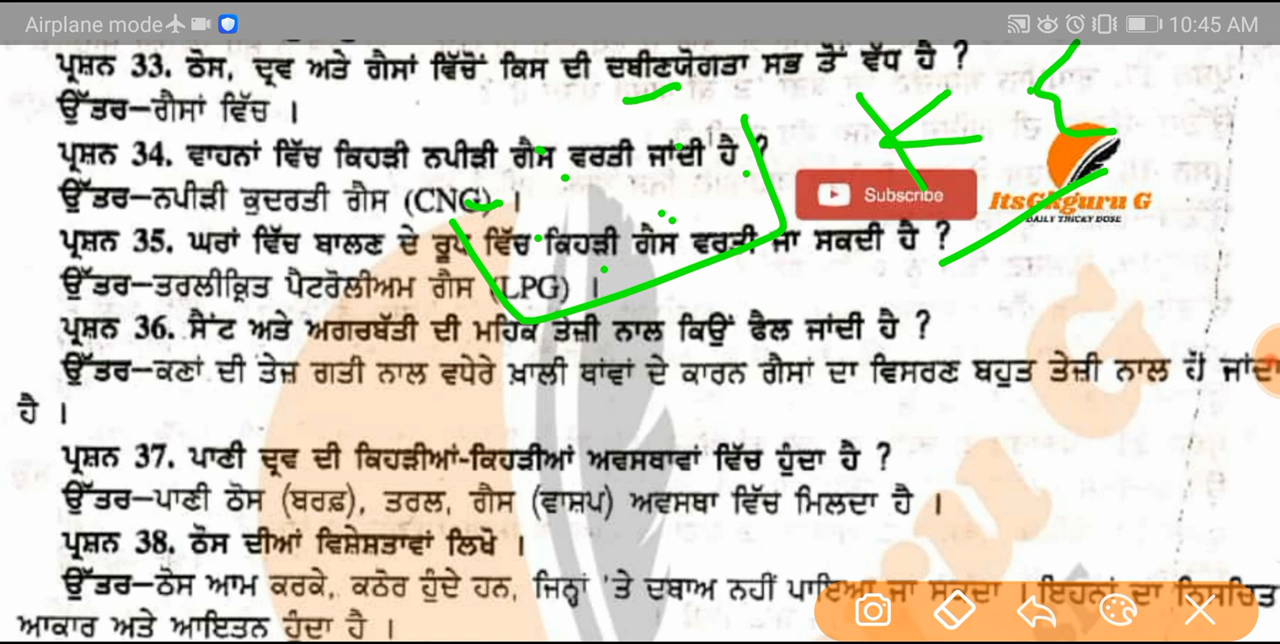 Airplane mode 10:45 AM
ਪ੍ਰਸ਼ਨ 33. ਠੋਸ, ਦ੍ਰਵ ਅਤੇ ਗੈਸਾਂ ਵਿੱਚੋਂ ਕਿਸ ਦੀ ਦਬੀਣਯੋਗਤਾ ਸਭ ਤੋਂ ਵੱਧ ਹੈ ?
ਉੱਤਰ—ਗੈਸਾਂ ਵਿੱਚ ।
ਪ੍ਰਸ਼ਨ 34. ਵਾਹਨਾਂ ਵਿੱਚ ਕਿਹੜੀ ਨਪੀੜੀ ਗੈਸ ਵਰਤੀ ਜਾਂਦੀ ਹੈ ?
ਉੱਤਰ—ਨਪੀੜੀ ਕੁਦਰਤੀ ਗੈਸ (CNG) ।
Subscribe
ItsGkguru G
DAILY TRICKY DOSE
ਪ੍ਰਸ਼ਨ 35. ਘਰਾਂ ਵਿੱਚ ਬਾਲਣ ਦੇ ਰੂਪ ਵਿੱਚ ਕਿਹੜੀ ਗੈਸ ਵਰਤੀ ਜਾ ਸਕਦੀ ਹੈ ?
ਉੱਤਰ—ਤਰਲੀਕ੍ਰਿਤ ਪੈਟਰੋਲੀਅਮ ਗੈਸ (LPG) ।
ਪ੍ਰਸ਼ਨ 36. ਸੈਂਟ ਅਤੇ ਅਗਰਬੱਤੀ ਦੀ ਮਹਿਕ ਤੇਜ਼ੀ ਨਾਲ ਕਿਉਂ ਫੈਲ ਜਾਂਦੀ ਹੈ ?
ਉੱਤਰ—ਕਣਾਂ ਦੀ ਤੇਜ਼ ਗਤੀ ਨਾਲ ਵਧੇਰੇ ਖ਼ਾਲੀ ਥਾਂਵਾਂ ਦੇ ਕਾਰਨ ਗੈਸਾਂ ਦਾ ਵਿਸਰਣ ਬਹੁਤ ਤੇਜ਼ੀ ਨਾਲ ਹੋ ਜਾਂਦਾ
ਹੈ ।
ਪ੍ਰਸ਼ਨ 37. ਪਾਣੀ ਦ੍ਰਵ ਦੀ ਕਿਹੜੀਆਂ-ਕਿਹੜੀਆਂ ਅਵਸਥਾਵਾਂ ਵਿੱਚ ਹੁੰਦਾ ਹੈ ?
ਉੱਤਰ—ਪਾਣੀ ਠੋਸ (ਬਰਫ਼), ਤਰਲ, ਗੈਸ (ਵਾਸ਼ਪ) ਅਵਸਥਾ ਵਿੱਚ ਮਿਲਦਾ ਹੈ ।
ਪ੍ਰਸ਼ਨ 38. ਠੋਸ ਦੀਆਂ ਵਿਸ਼ੇਸ਼ਤਾਵਾਂ ਲਿਖੋ ।
ਉੱਤਰ—ਠੋਸ ਆਮ ਕਰਕੇ, ਕਠੋਰ ਹੁੰਦੇ ਹਨ, ਜਿਨ੍ਹਾਂ 'ਤੇ ਦਬਾਅ ਨਹੀਂ ਪਾਇਆ ਜਾ ਸਕਦਾ । ਇਹਨਾਂ ਦਾ ਨਿਸ਼ਚਿਤ
ਆਕਾਰ ਅਤੇ ਆਇਤਨ ਹੁੰਦਾ ਹੈ ।